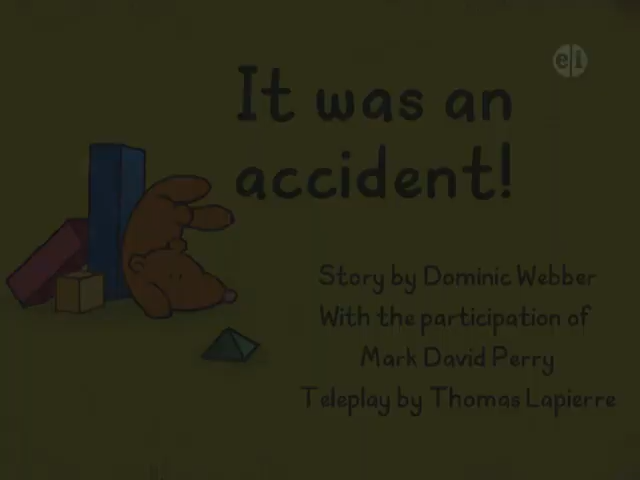 e|i
It was an
accident!
Story by Dominic Webber
With the participation of
Mark David Perry
Teleplay by Thomas Lapierre